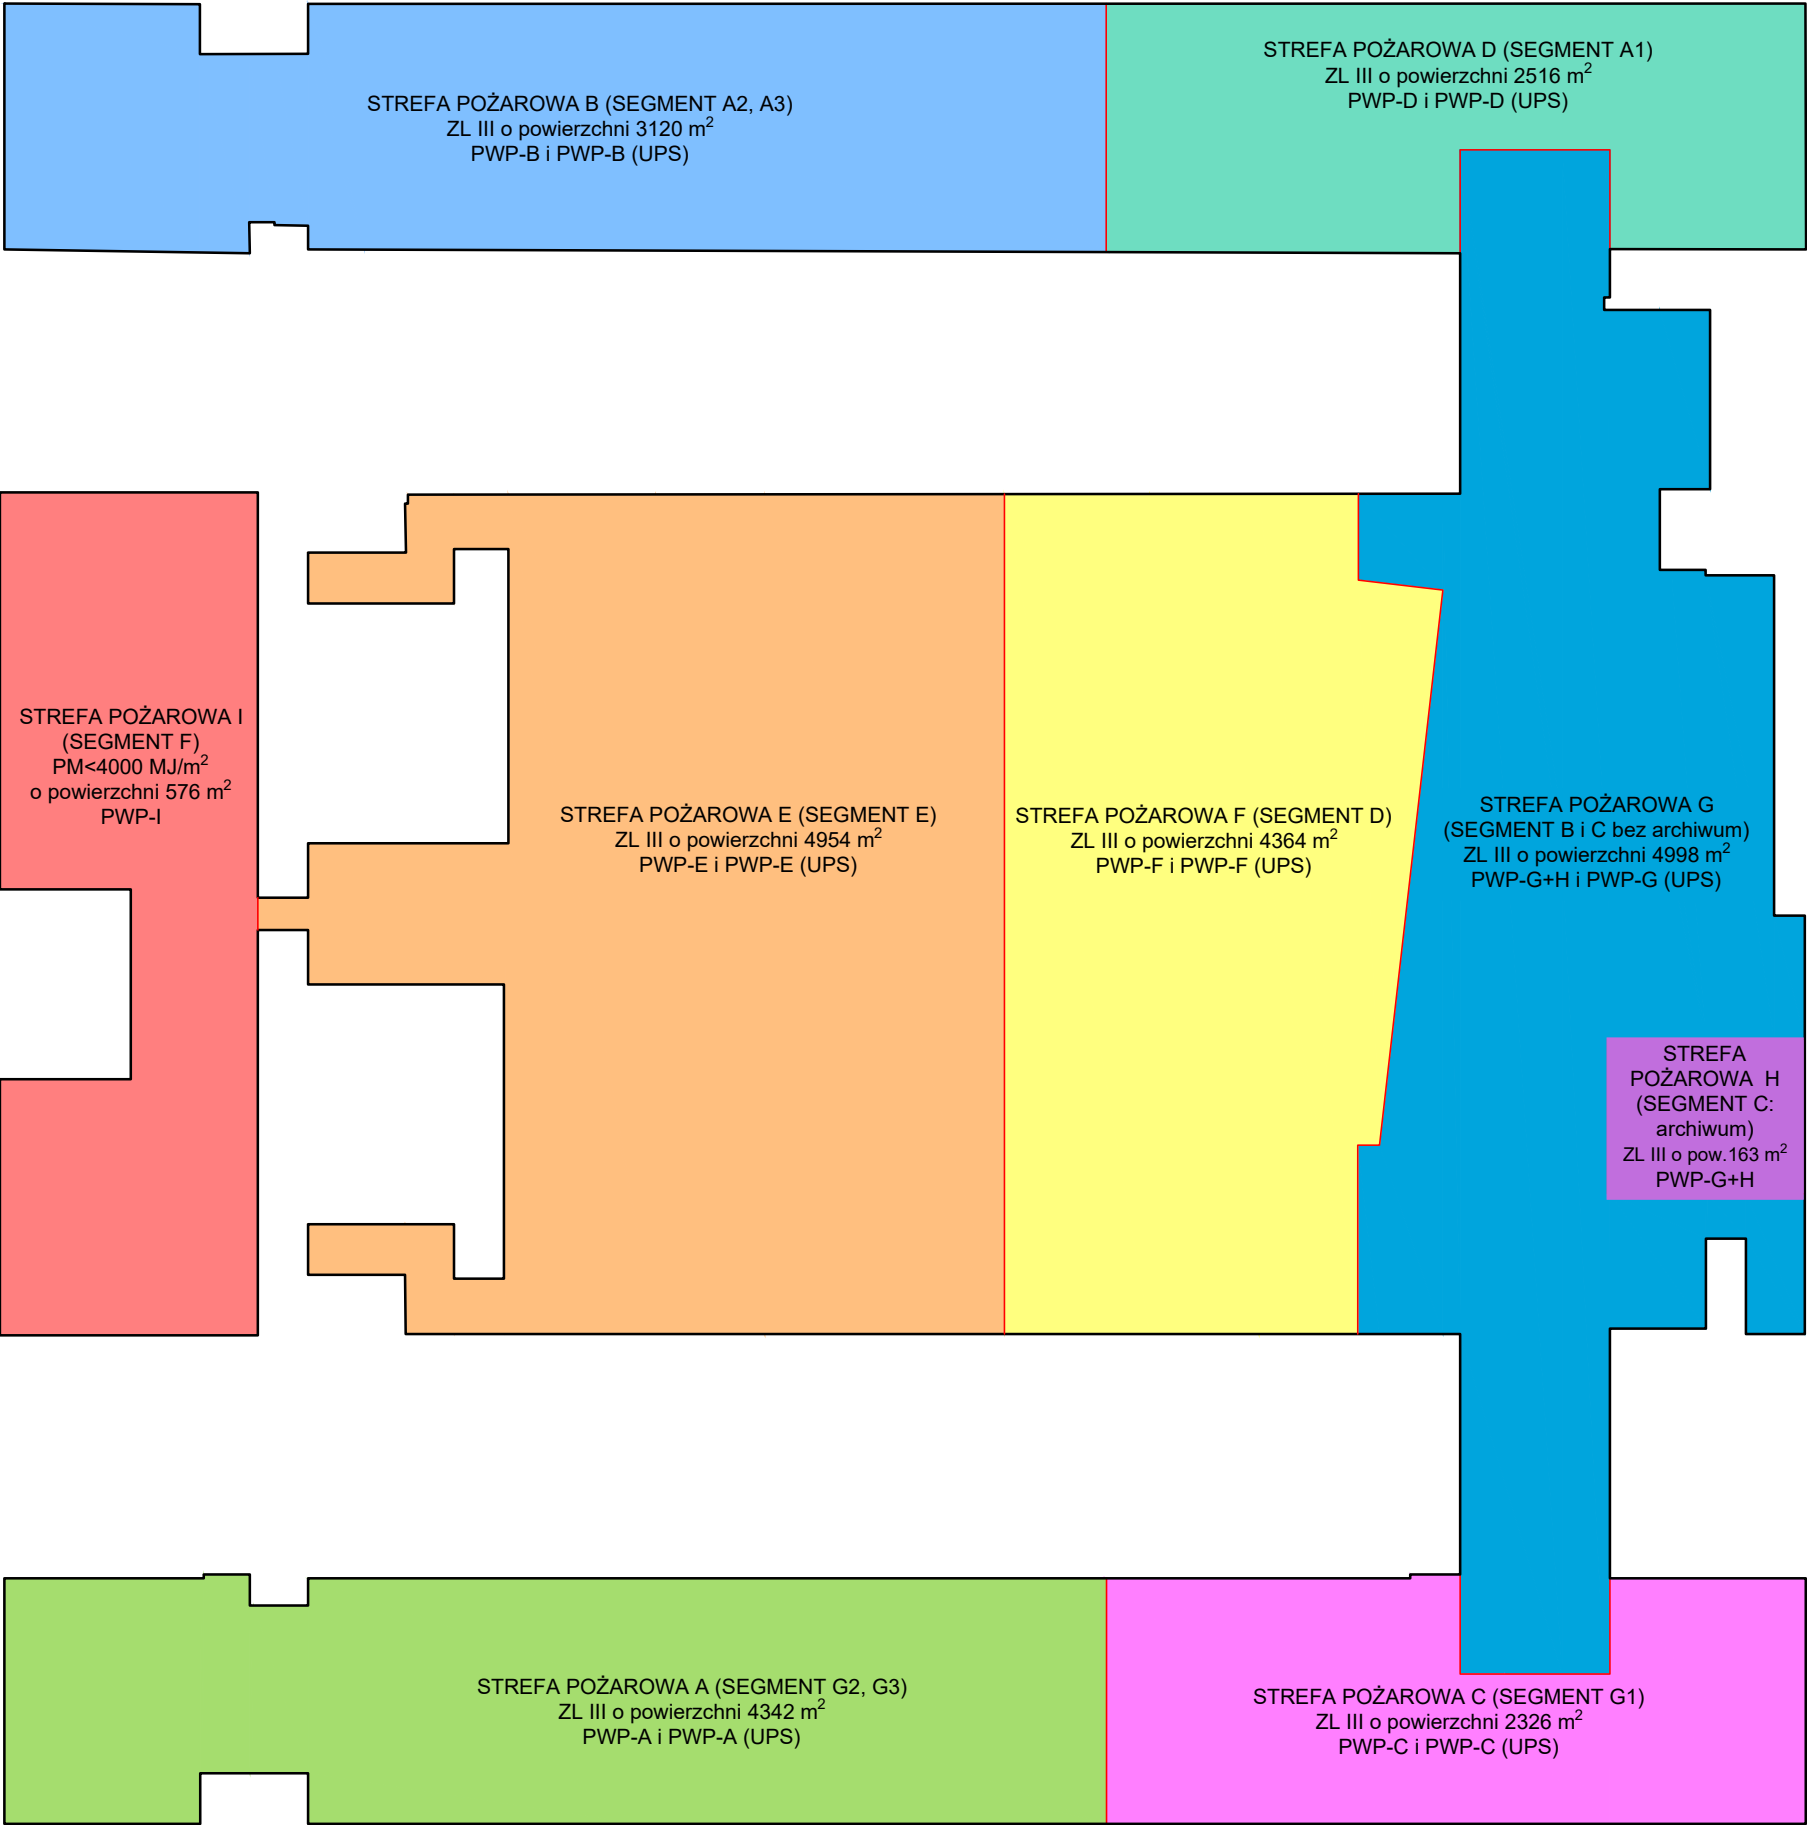 STREFA POŻAROWA B (SEGMENT A2, A3)
ZL III o powierzchni 3120 m²
PWP-B i PWP-B (UPS)
STREFA POŻAROWA D (SEGMENT A1)
ZL III o powierzchni 2516 m²
PWP-D i PWP-D (UPS)
STREFA POŻAROWA I
(SEGMENT F)
PM<4000 MJ/m²
o powierzchni 576 m²
PWP-I
STREFA POŻAROWA E (SEGMENT E)
ZL III o powierzchni 4954 m²
PWP-E i PWP-E (UPS)
STREFA POŻAROWA F (SEGMENT D)
ZL III o powierzchni 4364 m²
PWP-F i PWP-F (UPS)
STREFA POŻAROWA G
(SEGMENT B i C bez archiwum)
ZL III o powierzchni 4998 m²
PWP-G+H i PWP-G (UPS)
STREFA
POŻAROWA H
(SEGMENT C:
archiwum)
ZL III o pow.163 m²
PWP-G+H
STREFA POŻAROWA A (SEGMENT G2, G3)
ZL III o powierzchni 4342 m²
PWP-A i PWP-A (UPS)
STREFA POŻAROWA C (SEGMENT G1)
ZL III o powierzchni 2326 m²
PWP-C i PWP-C (UPS)